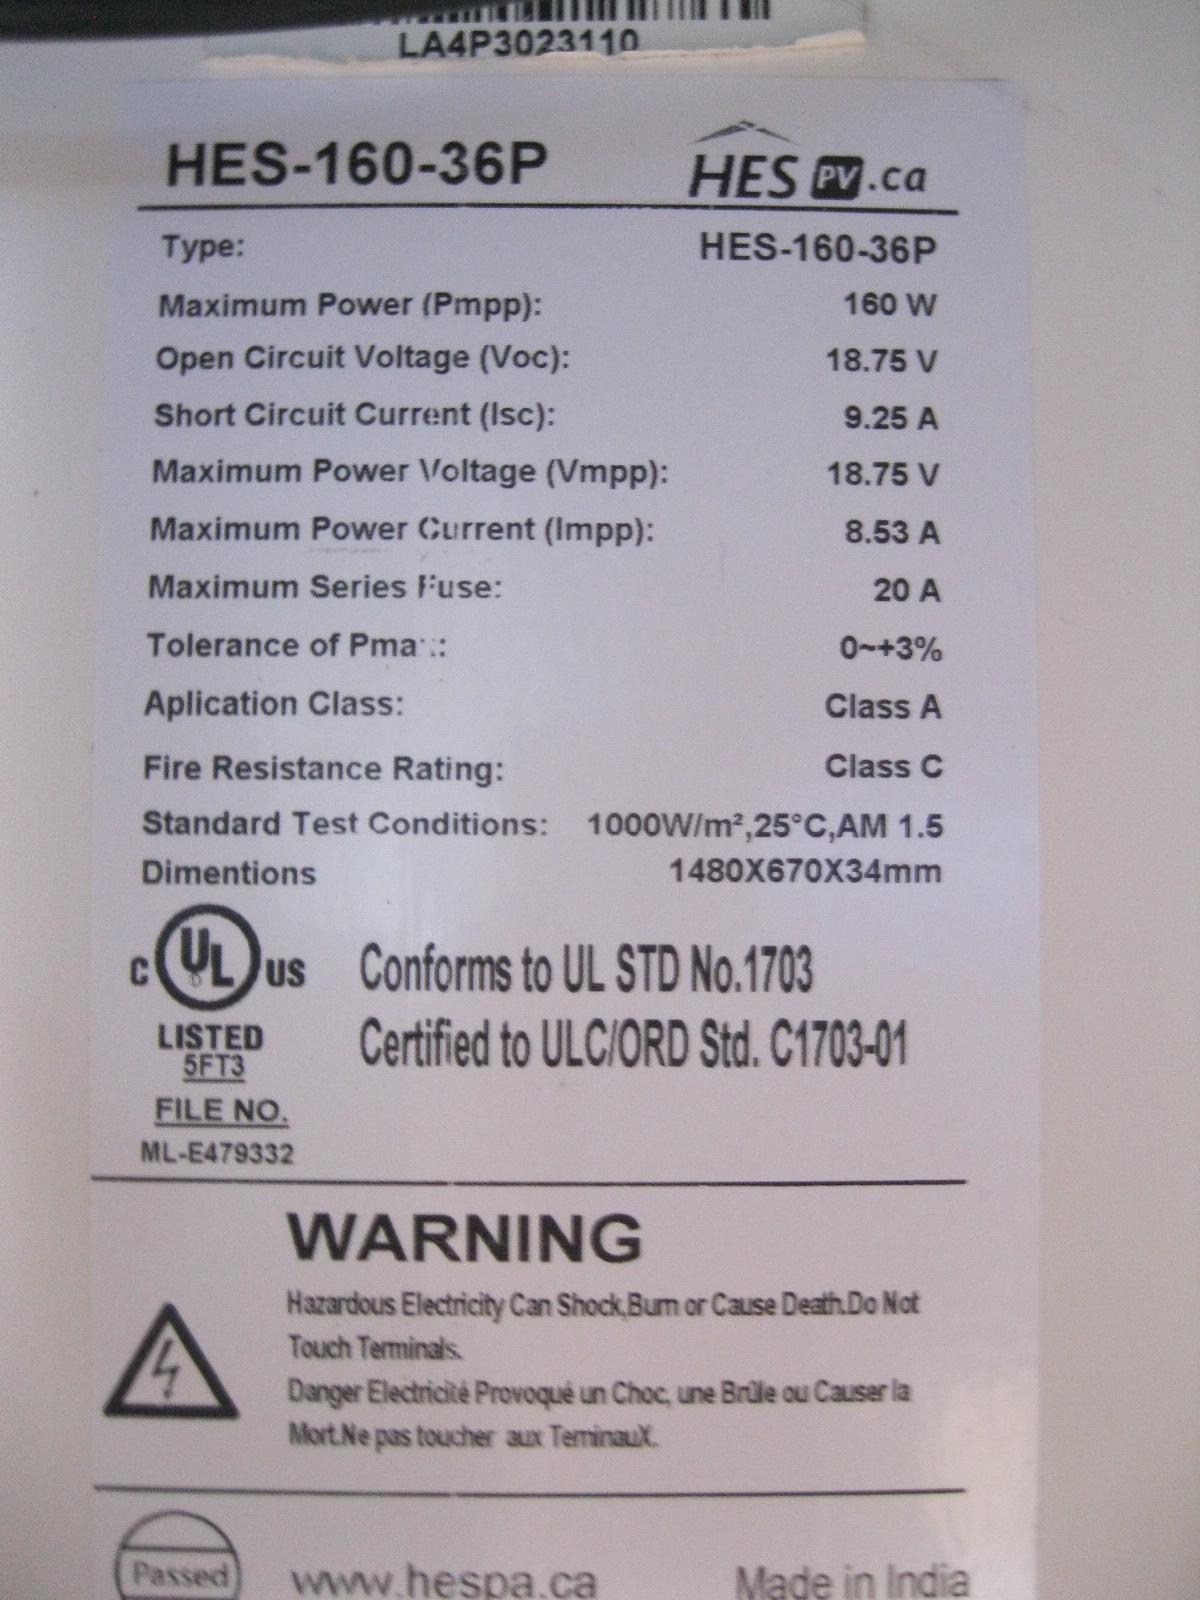 LA4P3023110
HES-160-36P HES PV .ca
Type: HES-160-36P
Maximum Power (Pmpp): 160 W
Open Circuit Voltage (Voc): 18.75 V
Short Circuit Current (Isc): 9.25 A
Maximum Power Voltage (Vmpp): 18.75 V
Maximum Power Current (Impp): 8.53 A
Maximum Series Fuse: 20 A
Tolerance of Pmax: 0~+3%
Aplication Class: Class A
Fire Resistance Rating: Class C
Standard Test Conditions: 1000W/m²,25°C,AM 1.5
Dimentions 1480X670X34mm
C UL US
LISTED
5FT3
FILE NO.
ML-E479332
Conforms to UL STD No.1703
Certified to ULC/ORD Std. C1703-01
WARNING
Hazardous Electricity Can Shock,Burn or Cause Death.Do Not
Touch Terminals.
Danger Electricité Provoqué un Choc, une Brûle ou Causer la
Mort.Ne pas toucher aux TerminauX.
Passed
www.hespa.ca Made in India